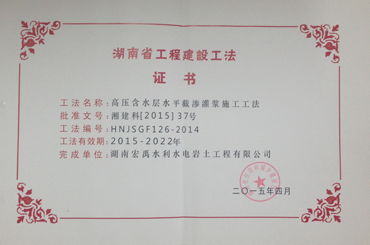 湖南省工程建設工法
证书
工法名称：高压含水层水平截渗灌浆施工工法
批准文号：湘建科[2015]37号
工法编号：HNJSGF126-2014
工法有效期：2015-2022年
完成单位：湖南宏禹水利水电岩土工程有限公司
二〇一五年四月